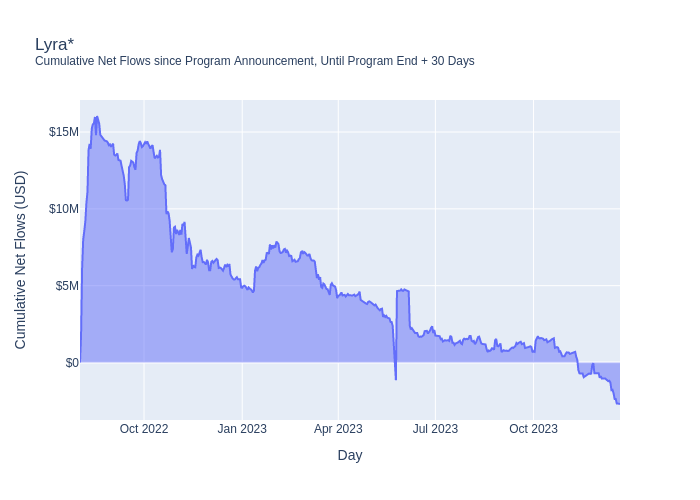 Lyra*
Cumulative Net Flows since Program Announcement, Until Program End + 30 Days
Cumulative Net Flows (USD)
$15M
$10M
$5M
$0
Oct 2022
Jan 2023
Apr 2023
Jul 2023
Oct 2023
Day